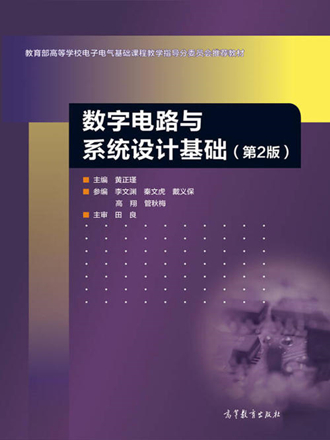 教育部高等学校电子电气基础课程教学指导分委员会推荐教材
数字电路与
系统设计基础（第2版）
主编 黄正瑾
参编 李文渊 秦文虎 戴义保
高 翔 管秋梅
主审 田 良
高等教育出版社